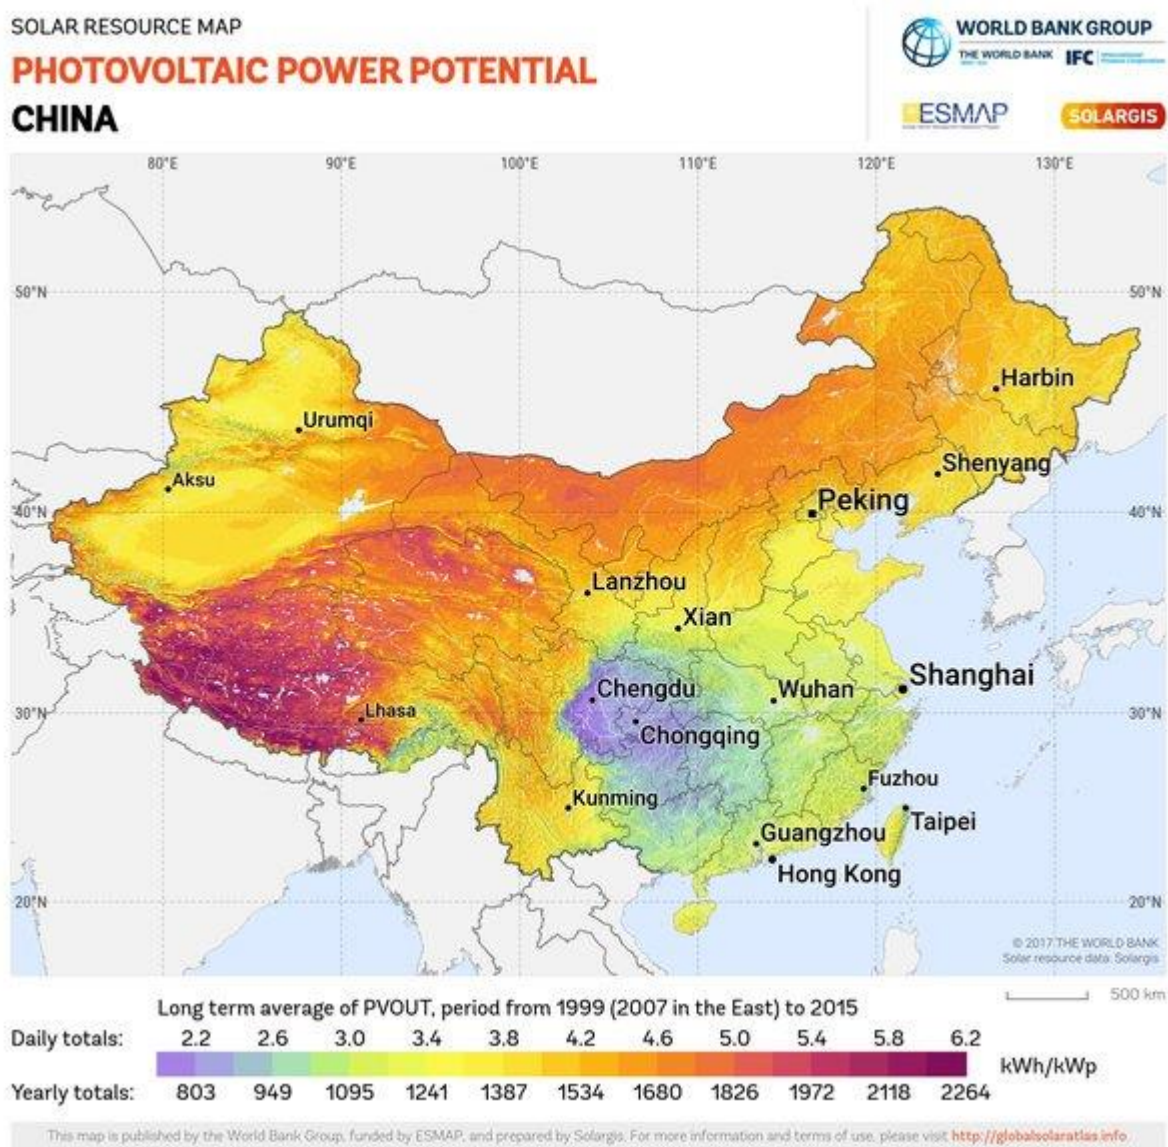 SOLAR RESOURCE MAP
PHOTOVOLTAIC POWER POTENTIAL
CHINA
WORLD BANK GROUP
THE WORLD BANK IFC International Finance Corporation
ESMAP
SOLARGIS
80°E 90°E 100°E 110°E 120°E 130°E
50°N 50°N
Harbin
Urumqi
Shenyang
Aksu
Peking
40°N 40°N
Lanzhou
Xian
Shanghai
Chengdu
Wuhan
Lhasa
30°N 30°N
Chongqing
Fuzhou
Kunming
Taipei
Guangzhou
Hong Kong
20°N 20°N
© 2017 THE WORLD BANK
Solar resource data: Solargis
500 km
Long term average of PVOUT, period from 1999 (2007 in the East) to 2015
Daily totals: 2.2 2.6 3.0 3.4 3.8 4.2 4.6 5.0 5.4 5.8 6.2
kWh/kWp
Yearly totals: 803 949 1095 1241 1387 1534 1680 1826 1972 2118 2264
This map is published by the World Bank Group, funded by ESMAP, and prepared by Solargis. For more information and terms of use, please visit http://globalsolaratlas.info.